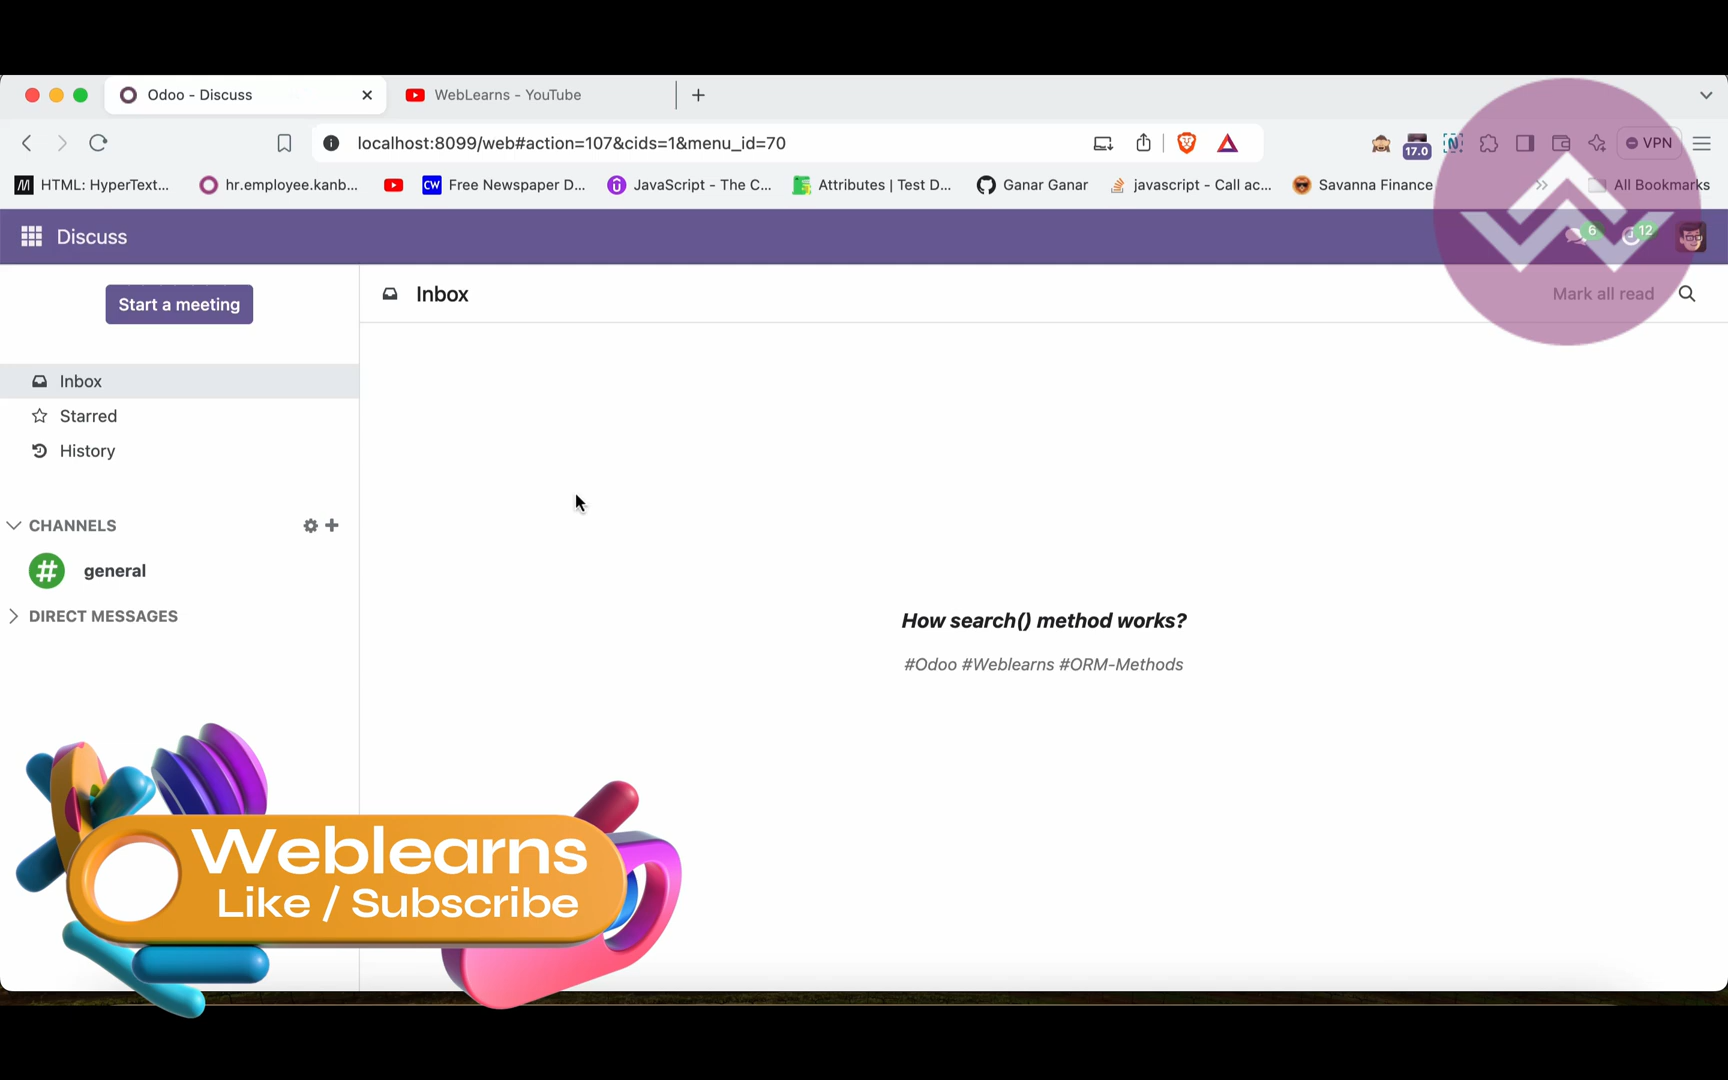 Odoo - Discuss
WebLearns - YouTube
localhost:8099/web#action=107&cids=1&menu_id=70
17.0
N
VPN
HTML: HyperText...
hr.employee.kanb...
CW
Free Newspaper D...
JavaScript - The C...
Attributes | Test D...
Ganar Ganar
javascript - Call ac...
Savanna Finance
All Bookmarks
Discuss
6
12
Start a meeting
Inbox
Mark all read
Inbox
Starred
History
CHANNELS
general
DIRECT MESSAGES
How search() method works?
#Odoo #Weblearns #ORM-Methods
Weblearns
Like / Subscribe